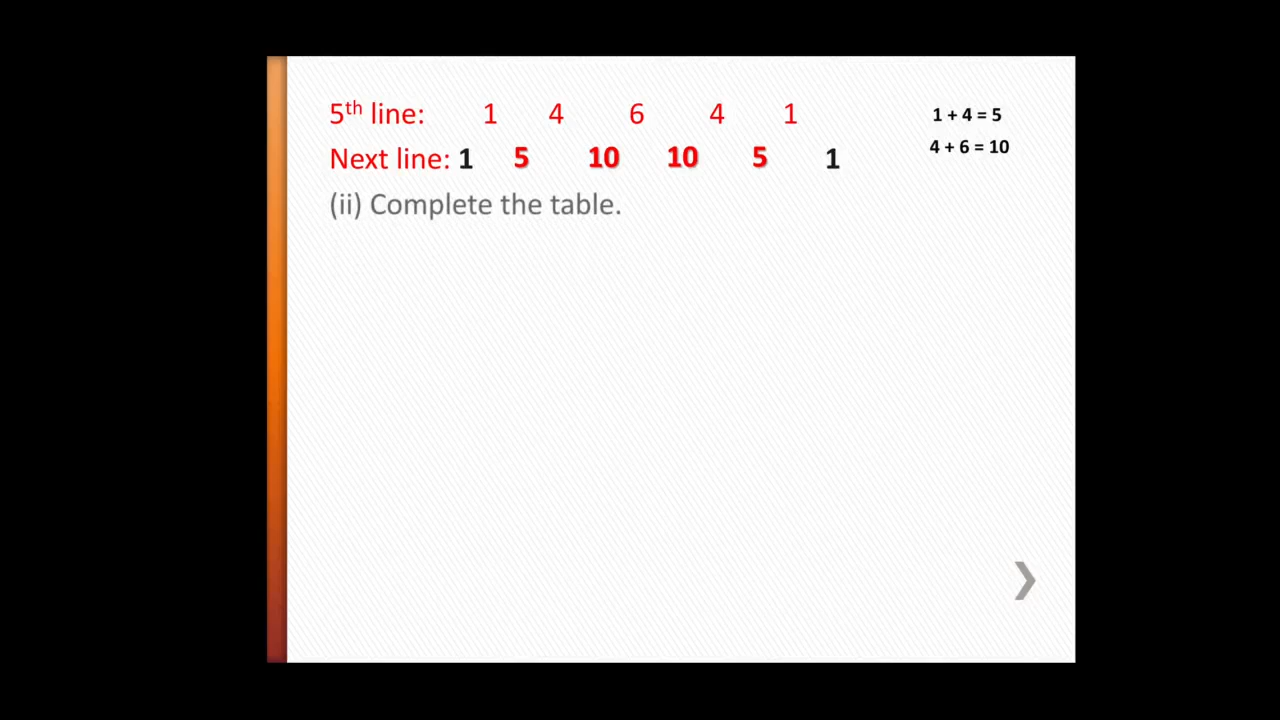 5th line: 1 4 6 4 1
1 + 4 = 5
Next line: 1 5 10 10 5 1
4 + 6 = 10
(ii) Complete the table.